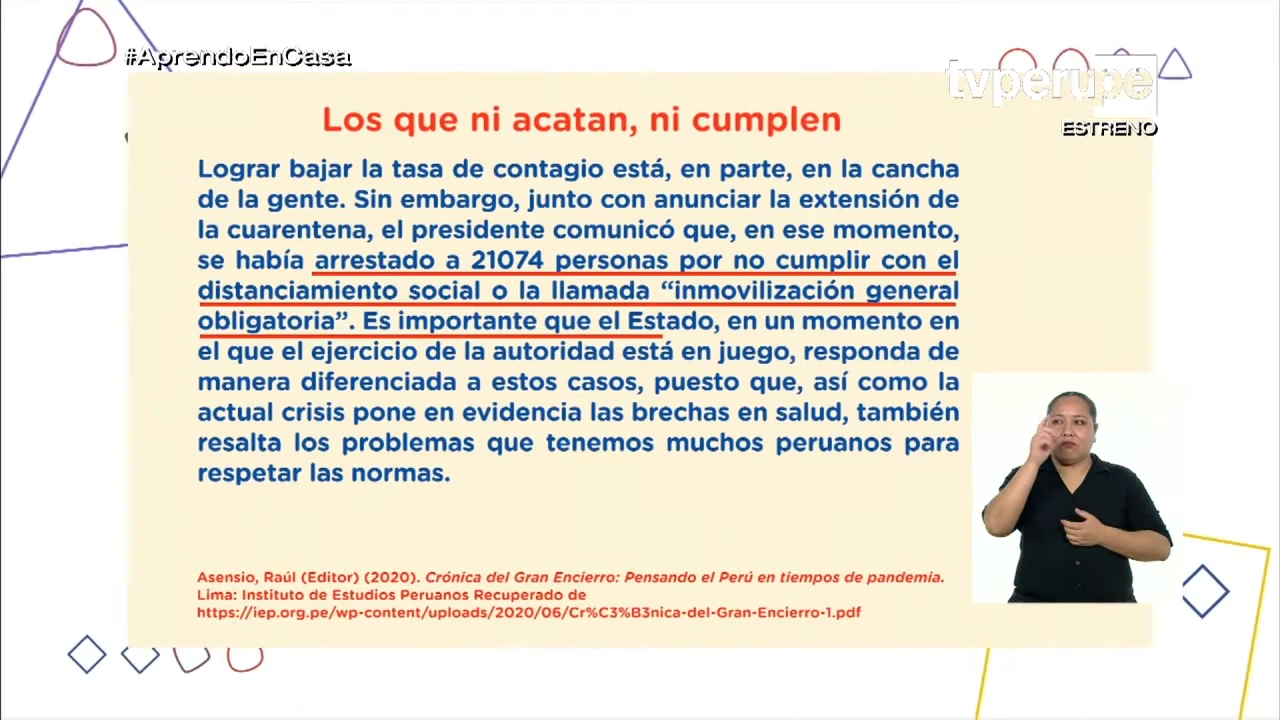 #AprendoEnCasa
tvperupe
ESTRENO
Los que ni acatan, ni cumplen
Lograr bajar la tasa de contagio está, en parte, en la cancha
de la gente. Sin embargo, junto con anunciar la extensión de
la cuarentena, el presidente comunicó que, en ese momento,
se había arrestado a 21074 personas por no cumplir con el
distanciamiento social o la llamada “inmovilización general
obligatoria”. Es importante que el Estado, en un momento en
el que el ejercicio de la autoridad está en juego, responda de
manera diferenciada a estos casos, puesto que, así como la
actual crisis pone en evidencia las brechas en salud, también
resalta los problemas que tenemos muchos peruanos para
respetar las normas.
Asensio, Raúl (Editor) (2020). Crónica del Gran Encierro: Pensando el Perú en tiempos de pandemia.
Lima: Instituto de Estudios Peruanos Recuperado de
https://iep.org.pe/wp-content/uploads/2020/06/Cr%C3%B3nica-del-Gran-Encierro-1.pdf